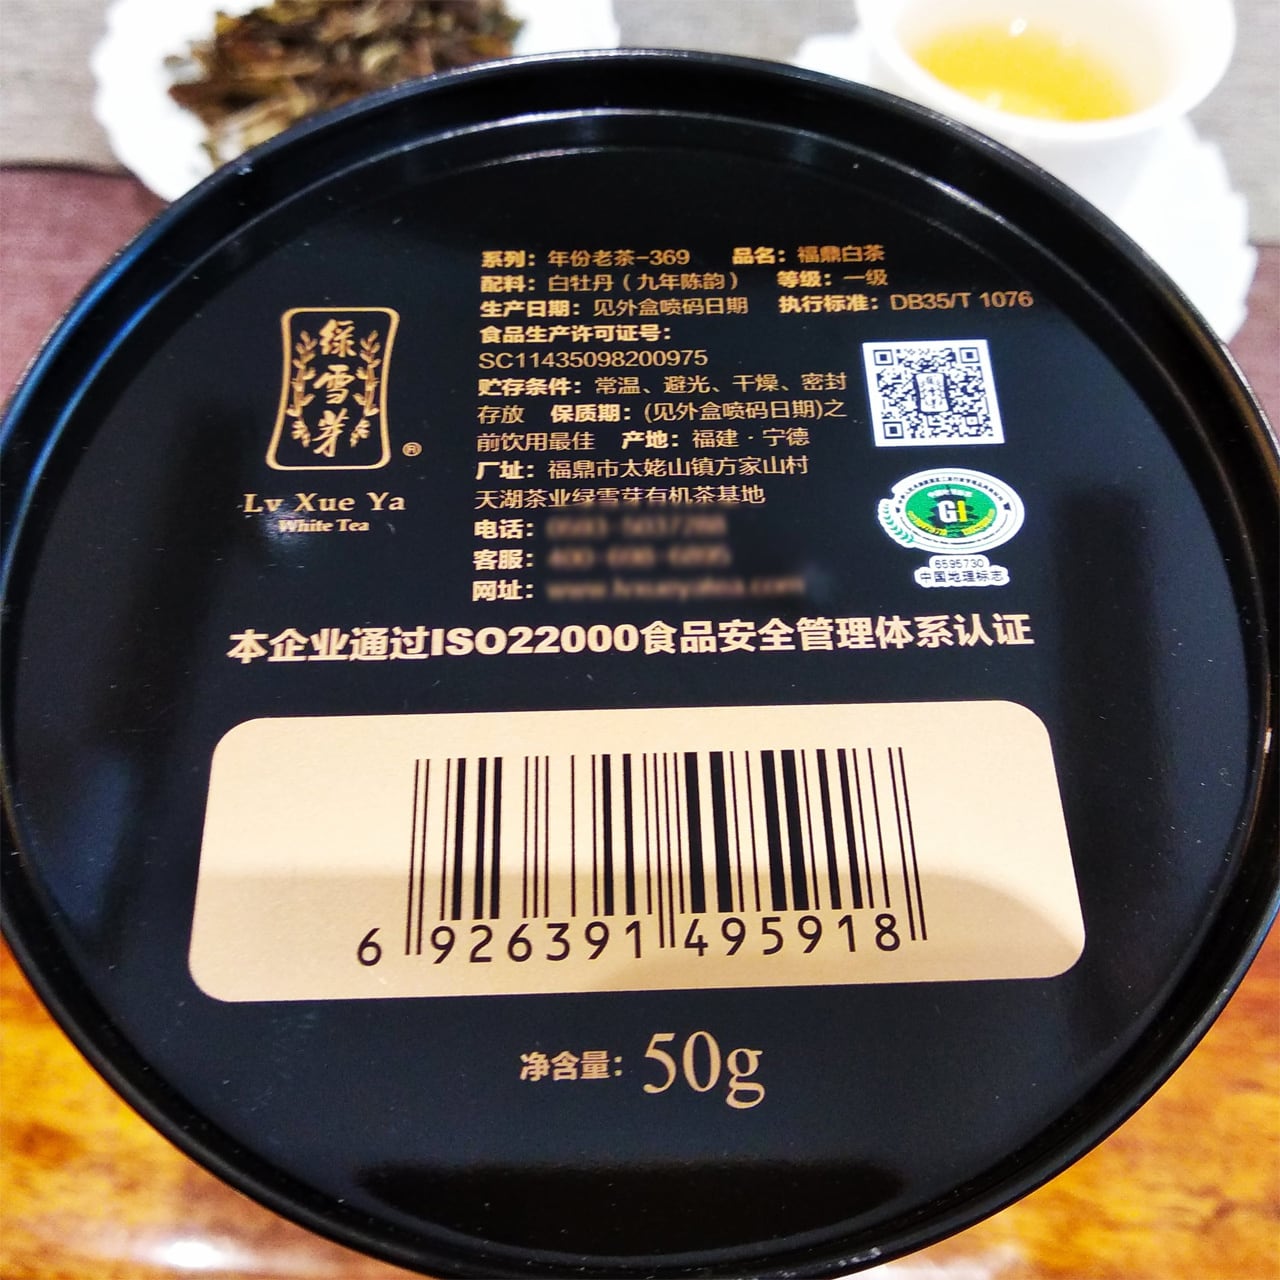 系列：年份老茶-369 品名：福鼎白茶
配料：白牡丹（九年陈韵） 等级：一级
生产日期：见外盒喷码日期 执行标准：DB35/T 1076
食品生产许可证号：
SC11435098200975
贮存条件：常温、避光、干燥、密封
存放 保质期：(见外盒喷码日期)之
前饮用最佳 产地：福建·宁德
厂址：福鼎市太姥山镇方家山村
天湖茶业绿雪芽有机茶基地
电话：
客服：
网址：
绿雪芽
®
Lv Xue Ya
White Tea
GI
6595730
中国地理标志
本企业通过ISO22000食品安全管理体系认证
6 926391 495918
净含量：50g